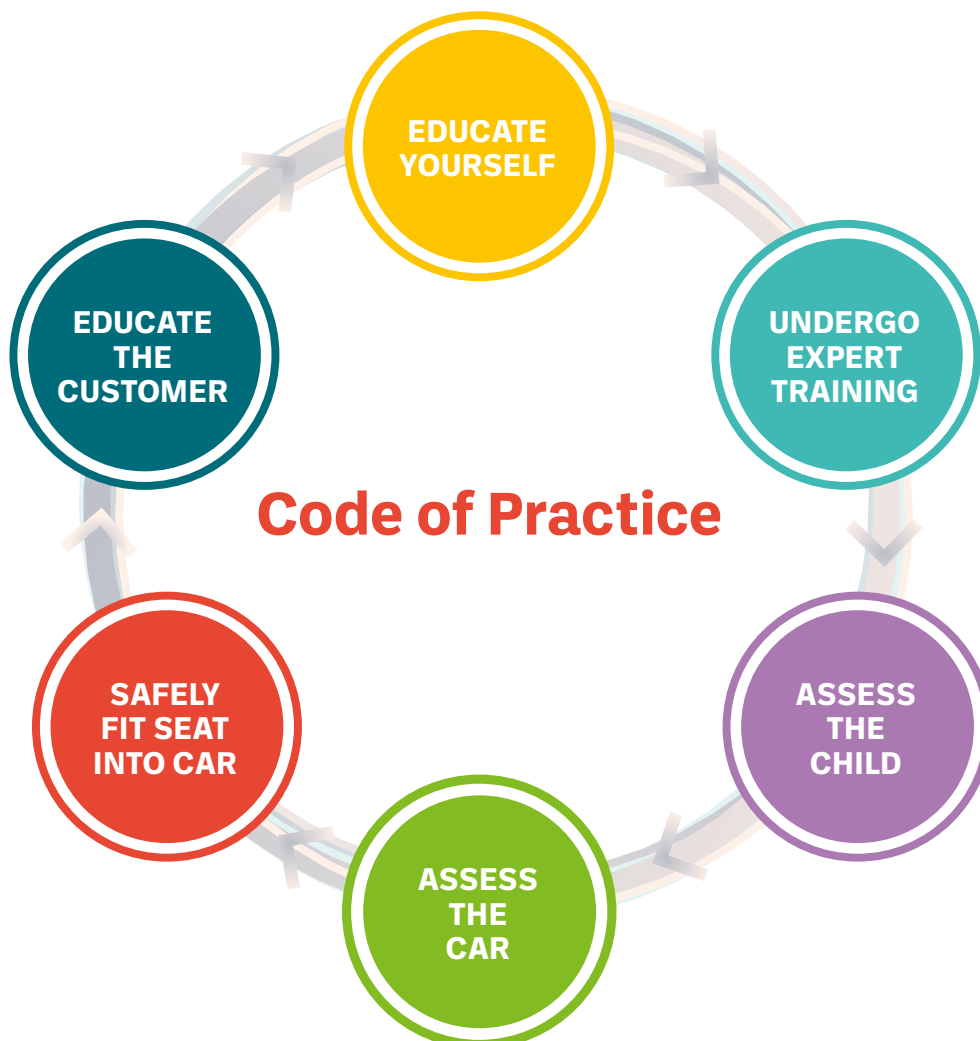 EDUCATE
YOURSELF
UNDERGO
EXPERT
TRAINING
ASSESS
THE
CHILD
ASSESS
THE
CAR
SAFELY
FIT SEAT
INTO CAR
EDUCATE
THE
CUSTOMER
Code of Practice